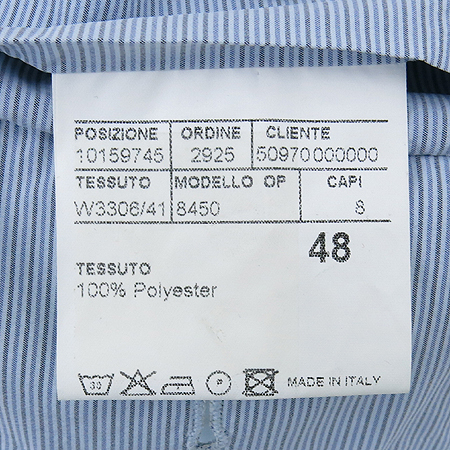 POSIZIONE ORDINE CLIENTE
10159745 2925 50970000000
TESSUTO MODELLO OP CAPI
W3306/41 8450 8
48
TESSUTO
100% Polyester
30 P MADE IN ITALY